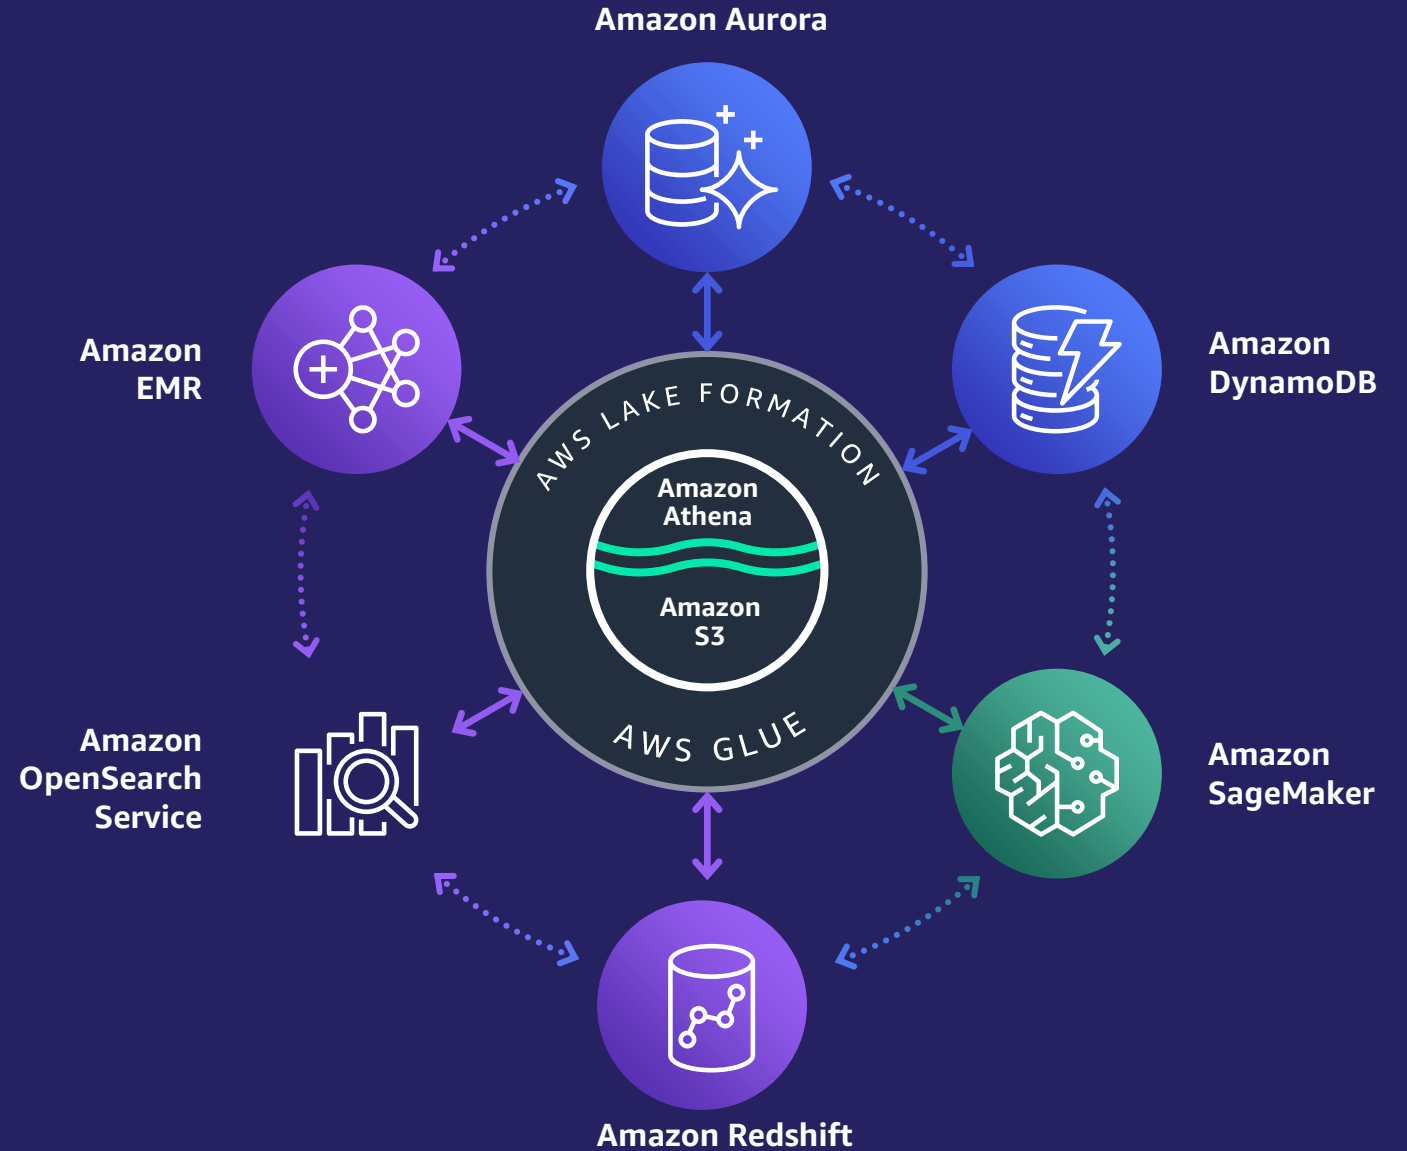 Amazon Aurora
Amazon
EMR
Amazon
DynamoDB
AWS LAKE FORMATION
Amazon
Athena
Amazon
S3
AWS GLUE
Amazon
OpenSearch
Service
Amazon
SageMaker
Amazon Redshift